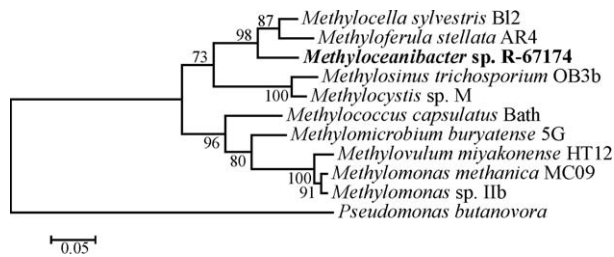 87
Methylocella sylvestris Bl2
98
Methyloferula stellata AR4
73
Methyloceanibacter sp. R-67174
Methylosinus trichosporium OB3b
100
Methylocystis sp. M
Methylococcus capsulatus Bath
96
Methylomicrobium buryatense 5G
80
Methylovulum miyakonense HT12
100
Methylomonas methanica MC09
91
Methylomonas sp. IIb
Pseudomonas butanovora
0.05